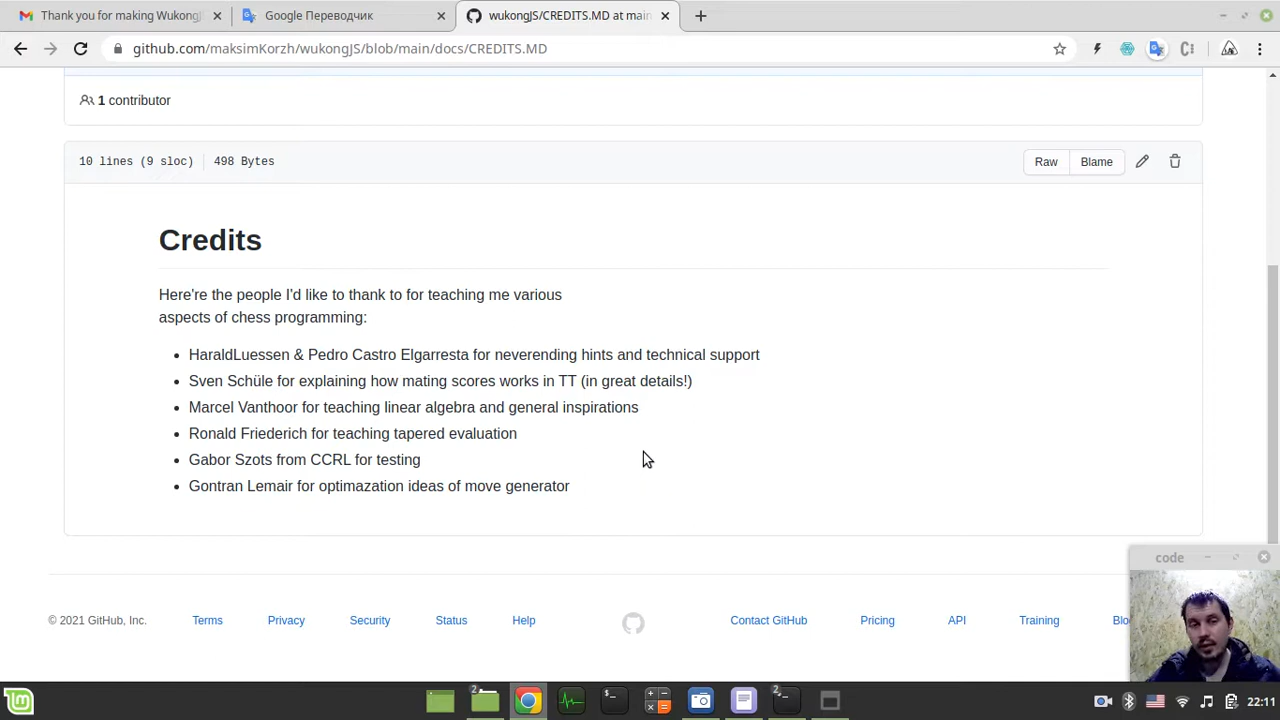 Thank you for making Wukong
Google Переводчик
wukongJS/CREDITS.MD at main
github.com/maksimKorzh/wukongJS/blob/main/docs/CREDITS.MD
1 contributor
10 lines (9 sloc) 498 Bytes
Raw Blame
Credits
Here're the people I'd like to thank to for teaching me various
aspects of chess programming:
• HaraldLuessen & Pedro Castro Elgarresta for neverending hints and technical support
• Sven Schüle for explaining how mating scores works in TT (in great details!)
• Marcel Vanthoor for teaching linear algebra and general inspirations
• Ronald Friederich for teaching tapered evaluation
• Gabor Szots from CCRL for testing
• Gontran Lemair for optimazation ideas of move generator
code
© 2021 GitHub, Inc. Terms Privacy Security Status Help Contact GitHub Pricing API Training
2 2 22:11